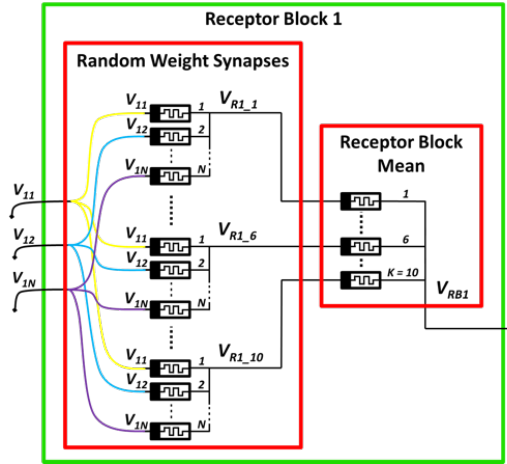 Receptor Block 1
Random Weight Synapses
V11 1 VR1_1
V12 2
V1N N
Receptor Block
Mean
1
V11
V12
V1N
V11 1 VR1_6
V12 2
V1N N
6
K = 10
VRB1
V11 1 VR1_10
V12 2
V1N N